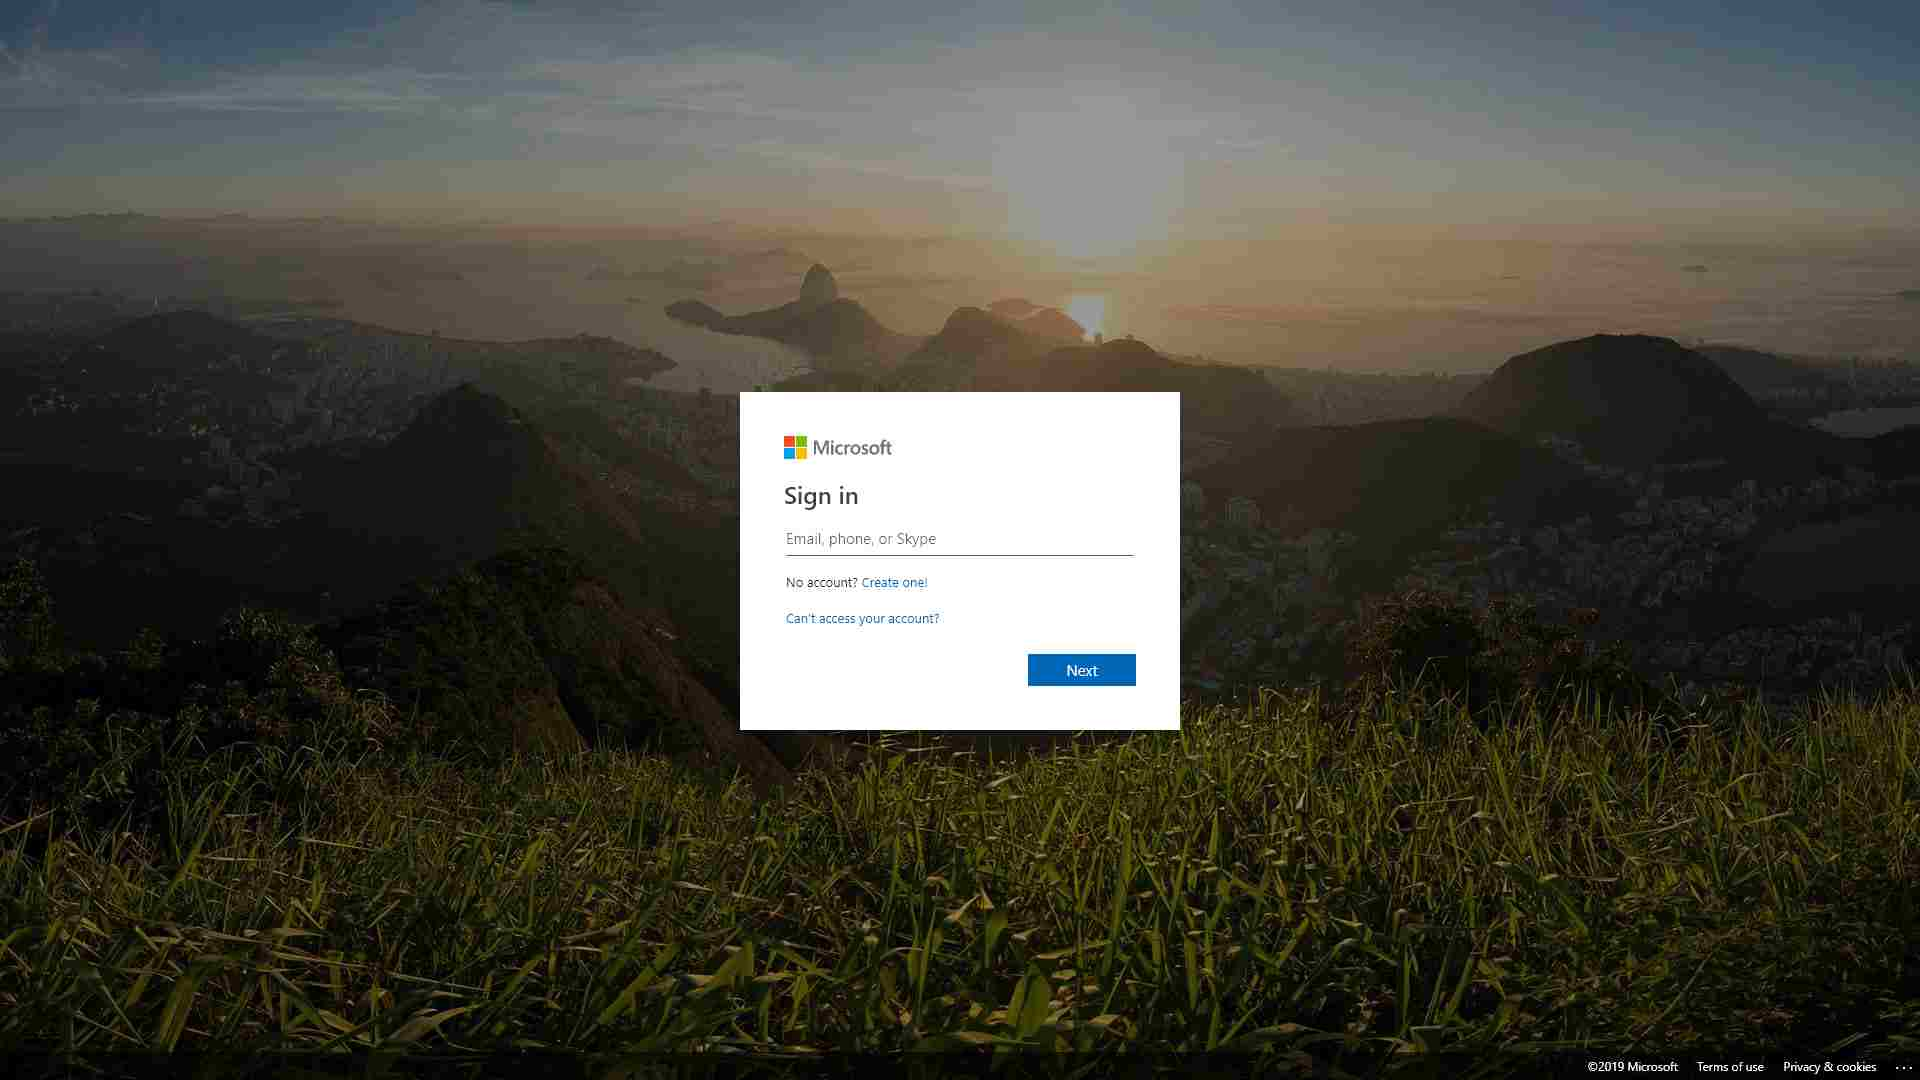 Microsoft
Sign in
Email, phone, or Skype
No account? Create one!
Can't access your account?
Next
©2019 Microsoft Terms of use Privacy & cookies ...